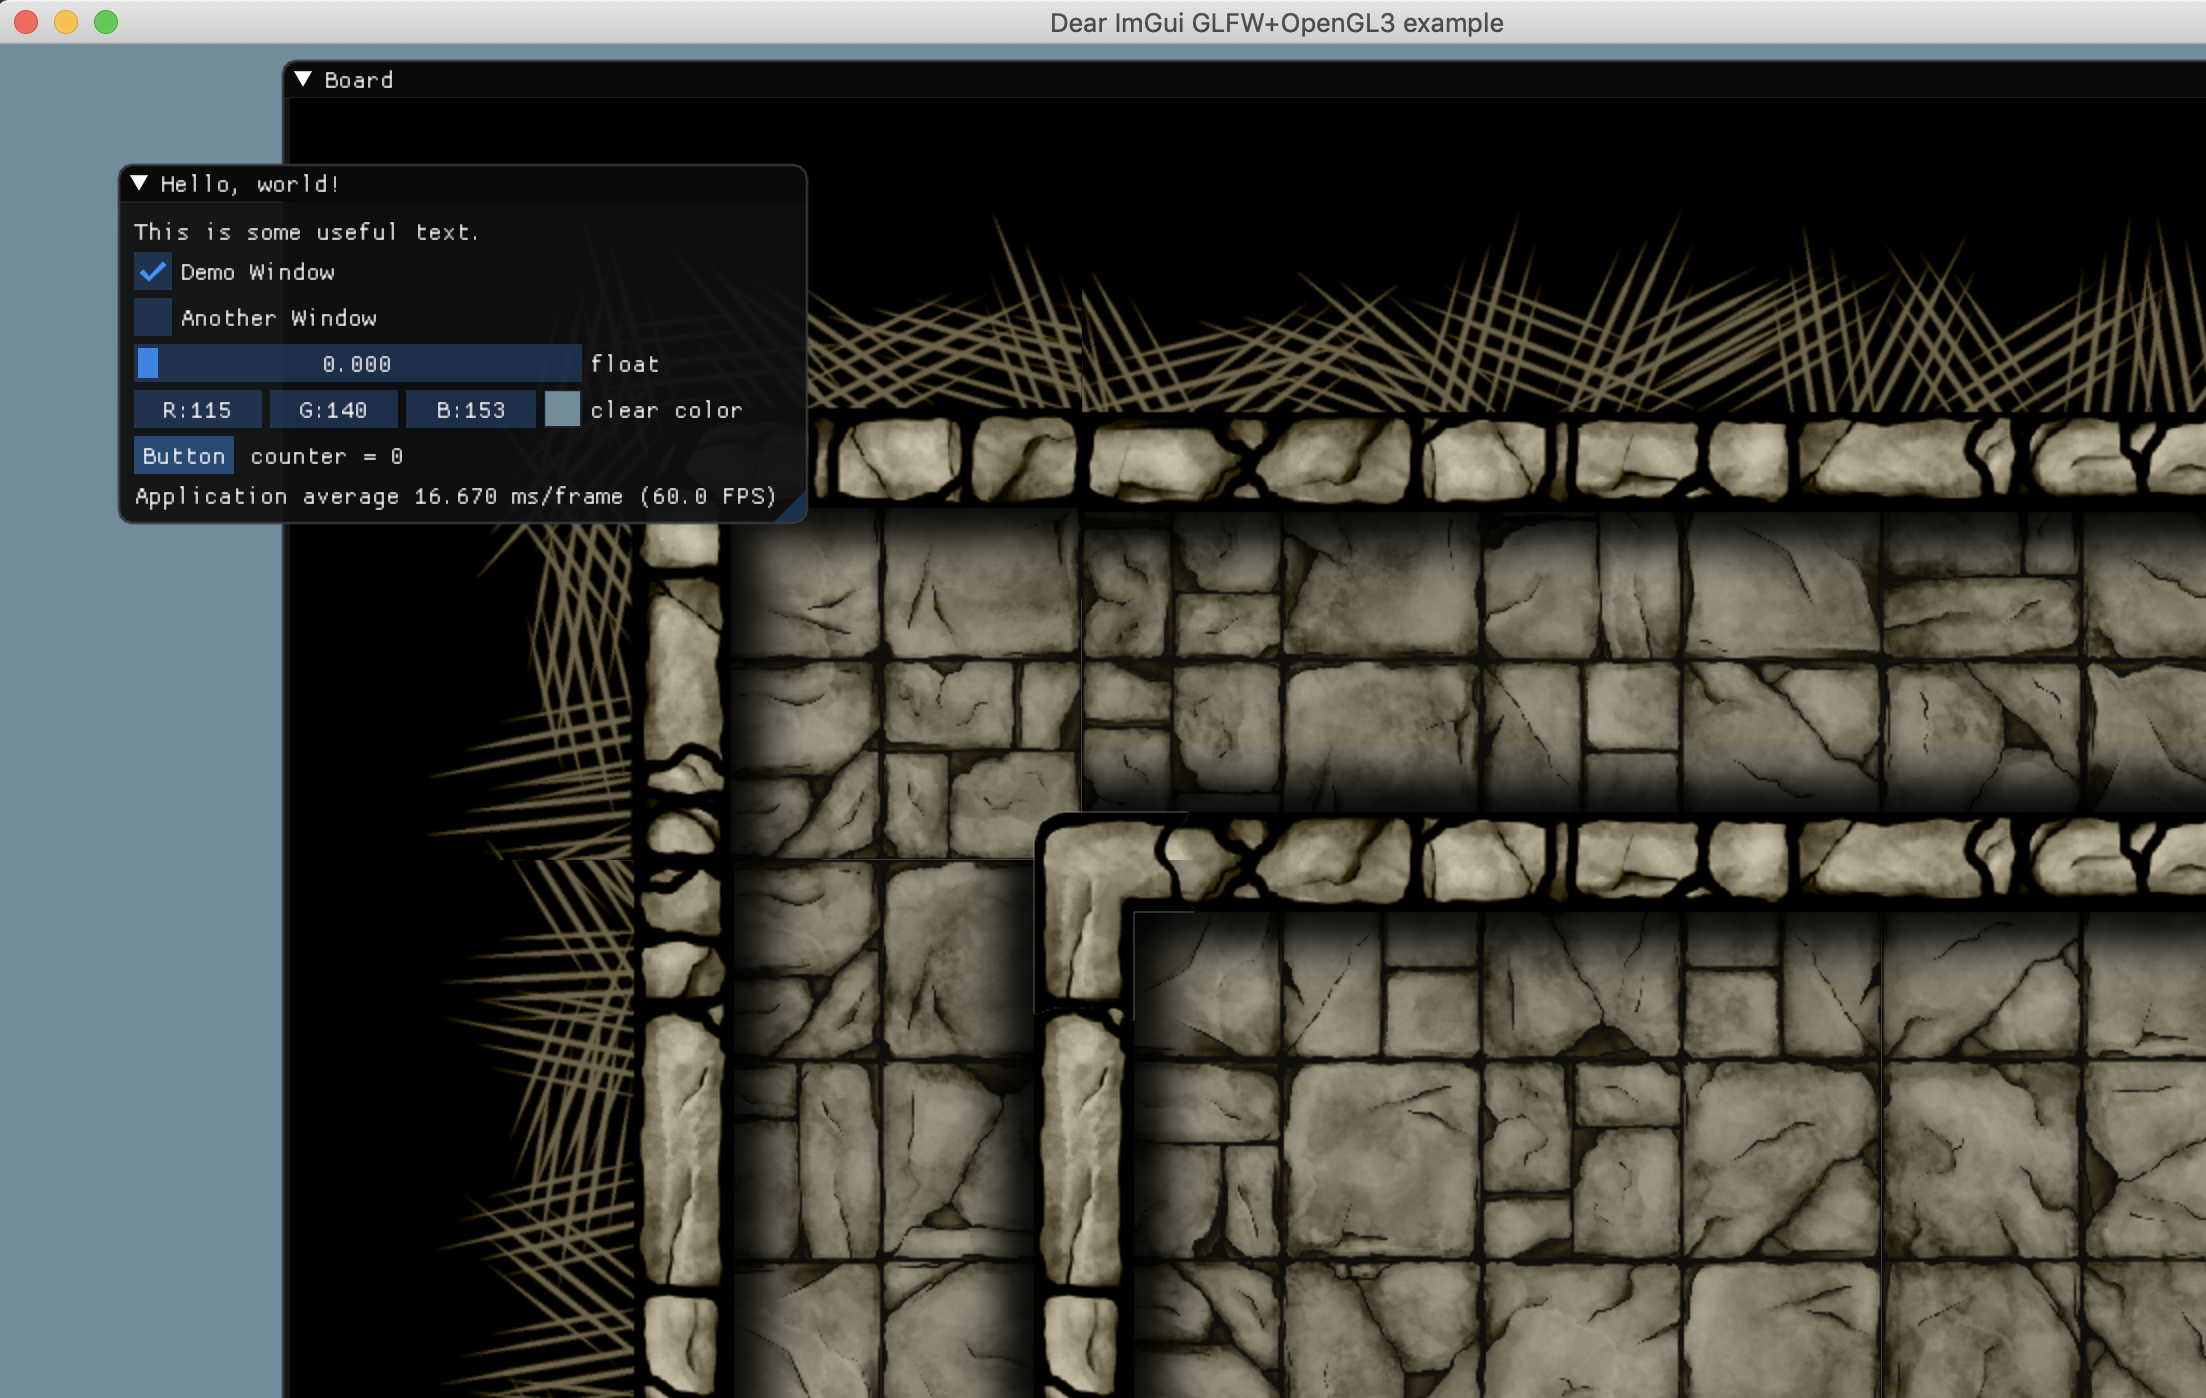 Dear ImGui GLFW+OpenGL3 example
Board
Hello, world!
This is some useful text.
Demo Window
Another Window
0.000 float
R:115 G:140 B:153 clear color
Button counter = 0
Application average 16.670 ms/frame (60.0 FPS)